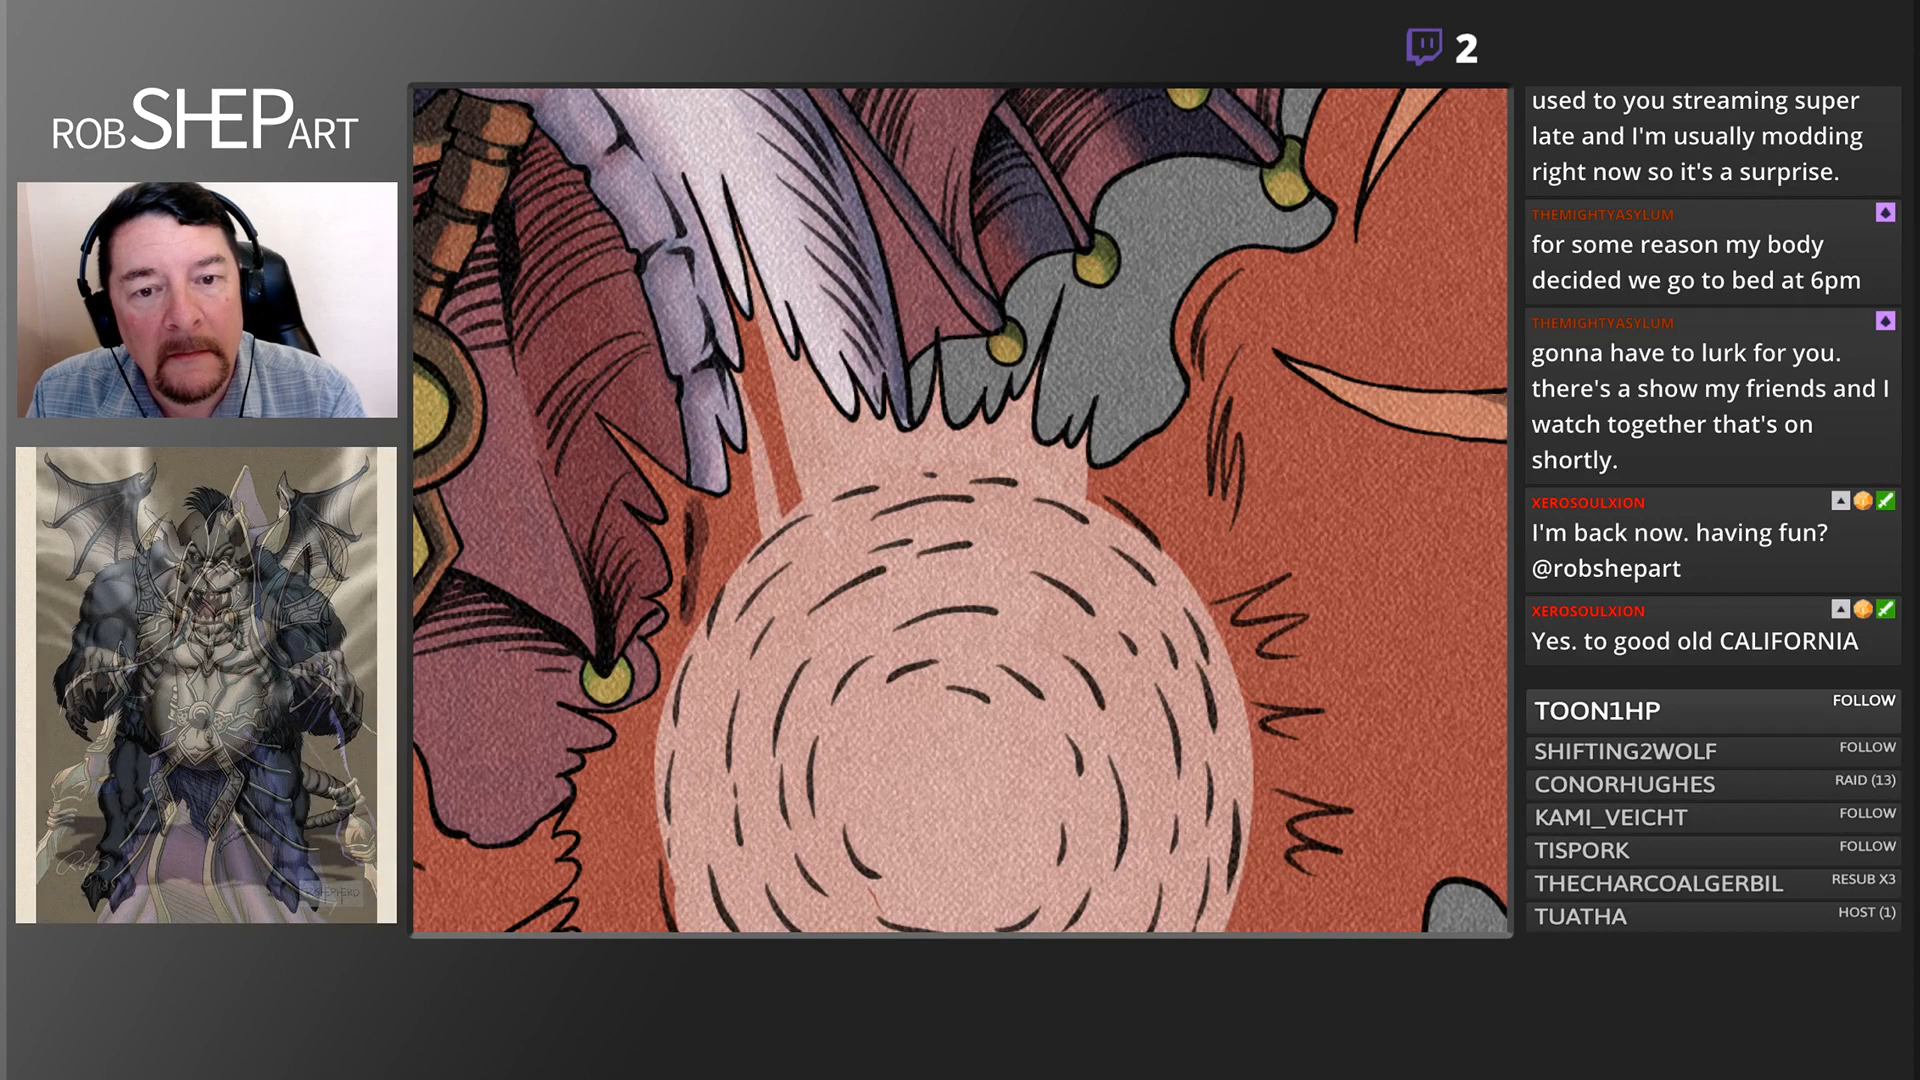 2
ROB SHEP ART
used to you streaming super
late and I'm usually modding
right now so it's a surprise.
THEMIGHTYASYLUM
for some reason my body
decided we go to bed at 6pm
THEMIGHTYASYLUM
gonna have to lurk for you.
there's a show my friends and I
watch together that's on
shortly.
XEROSOULXION
I'm back now. having fun?
@robshepart
XEROSOULXION
Yes. to good old CALIFORNIA
TOON1HP FOLLOW
SHIFTING2WOLF FOLLOW
CONORHUGHES RAID (13)
KAMI_VEICHT FOLLOW
TISPORK FOLLOW
THECHARCOALGERBIL RESUB X3
TUATHA HOST (1)